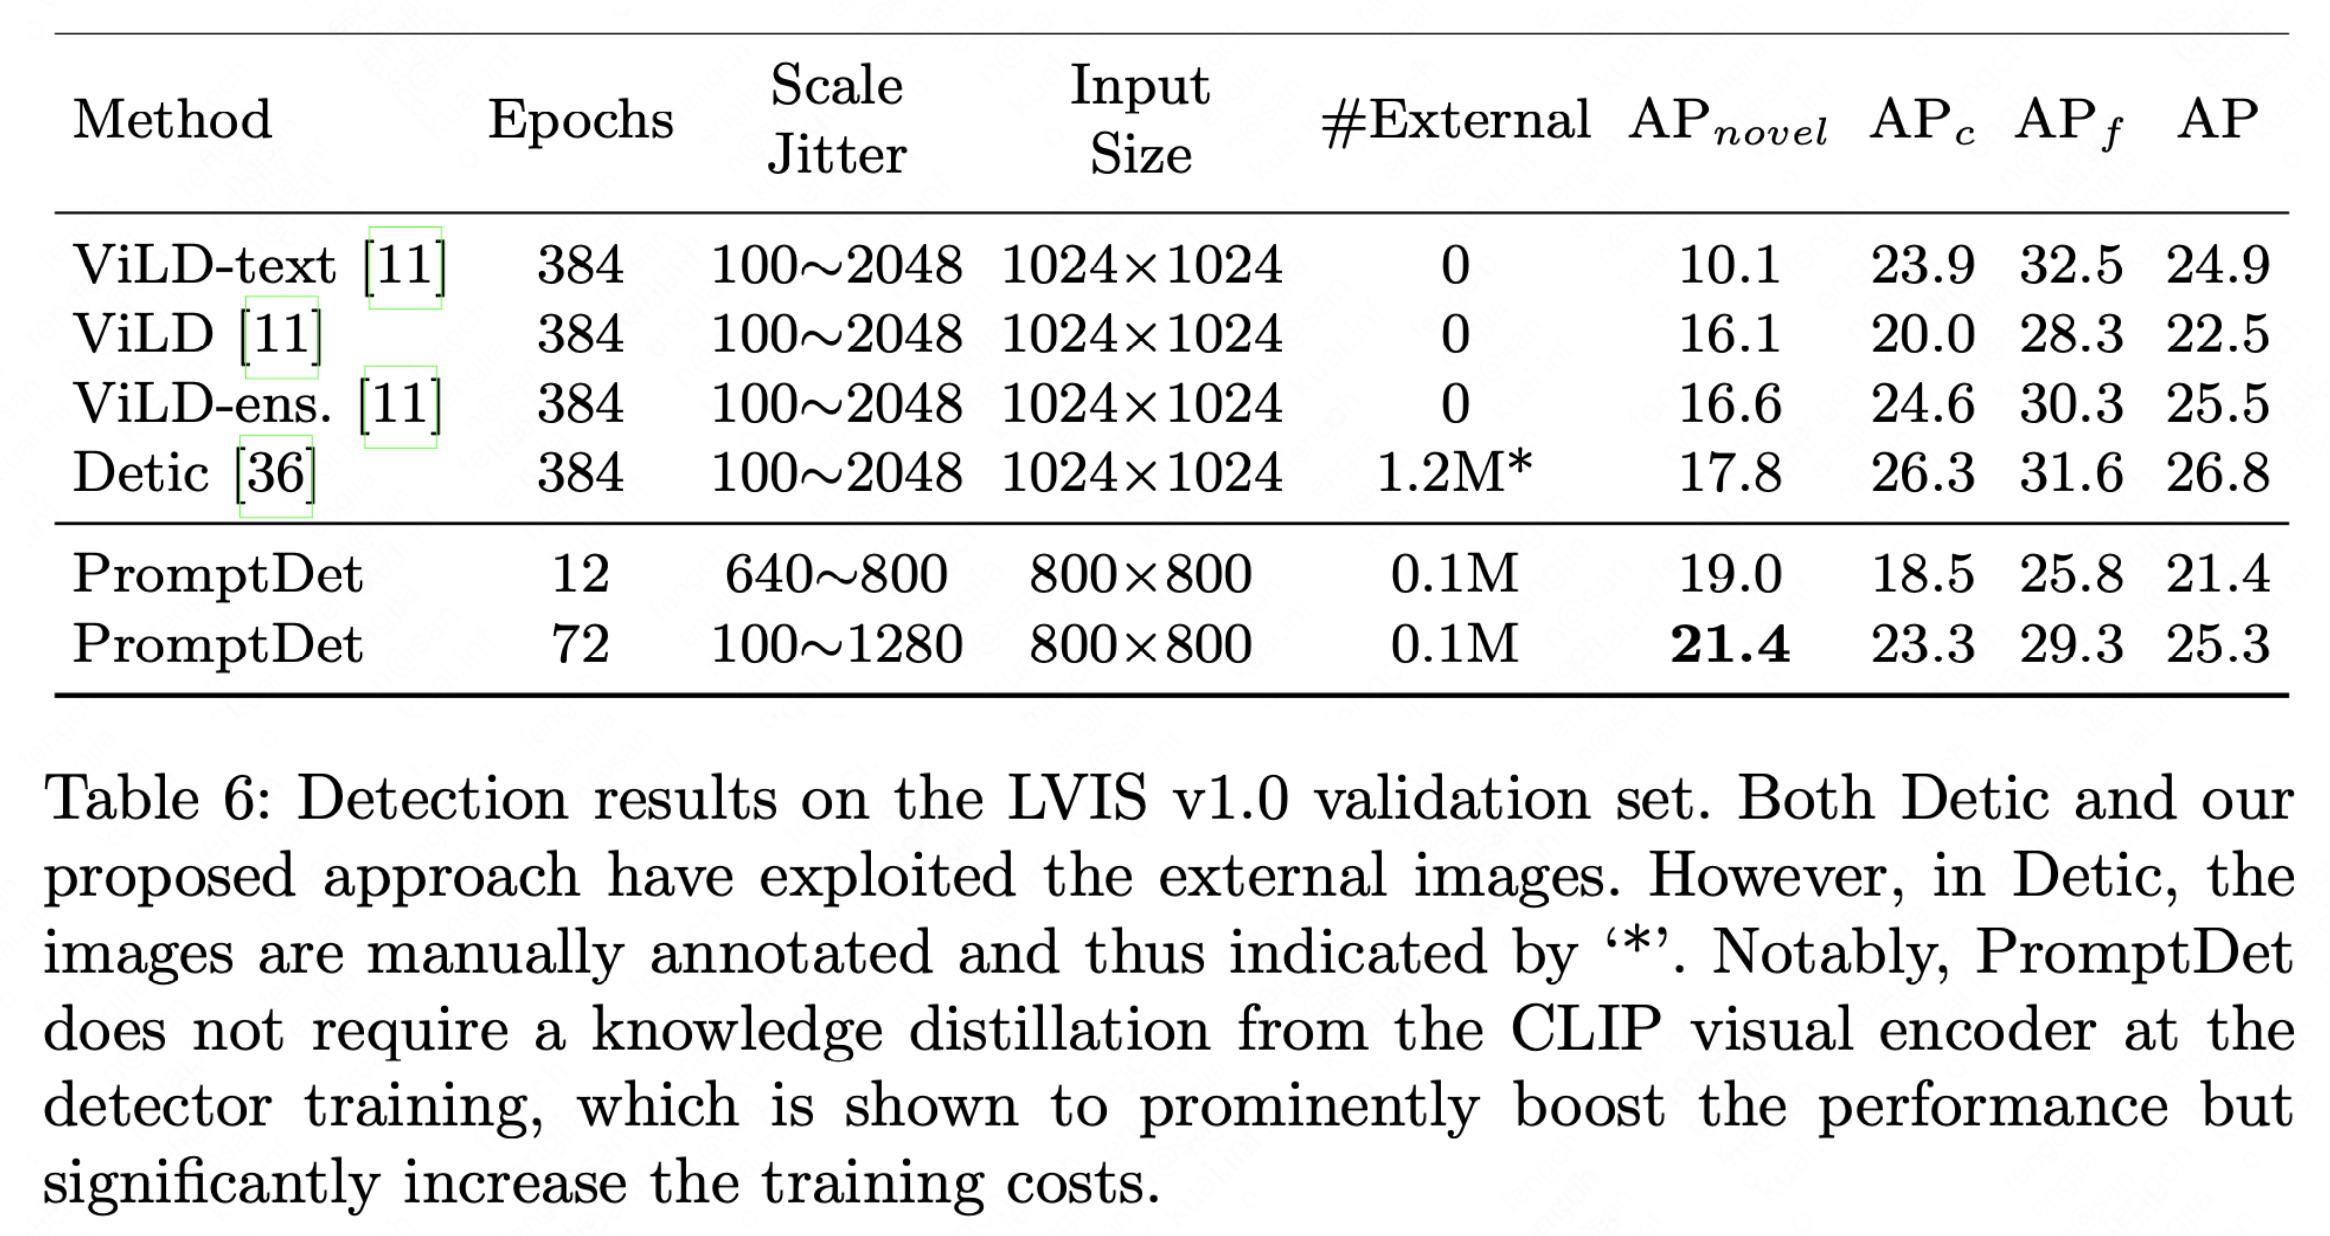 Method Epochs Scale Jitter Input Size #External AP_novel AP_c AP_f AP
ViLD-text [11] 384 100∼2048 1024×1024 0 10.1 23.9 32.5 24.9
ViLD [11] 384 100∼2048 1024×1024 0 16.1 20.0 28.3 22.5
ViLD-ens. [11] 384 100∼2048 1024×1024 0 16.6 24.6 30.3 25.5
Detic [36] 384 100∼2048 1024×1024 1.2M* 17.8 26.3 31.6 26.8
PromptDet 12 640∼800 800×800 0.1M 19.0 18.5 25.8 21.4
PromptDet 72 100∼1280 800×800 0.1M 21.4 23.3 29.3 25.3
Table 6: Detection results on the LVIS v1.0 validation set. Both Detic and our
proposed approach have exploited the external images. However, in Detic, the
images are manually annotated and thus indicated by ‘*’. Notably, PromptDet
does not require a knowledge distillation from the CLIP visual encoder at the
detector training, which is shown to prominently boost the performance but
significantly increase the training costs.